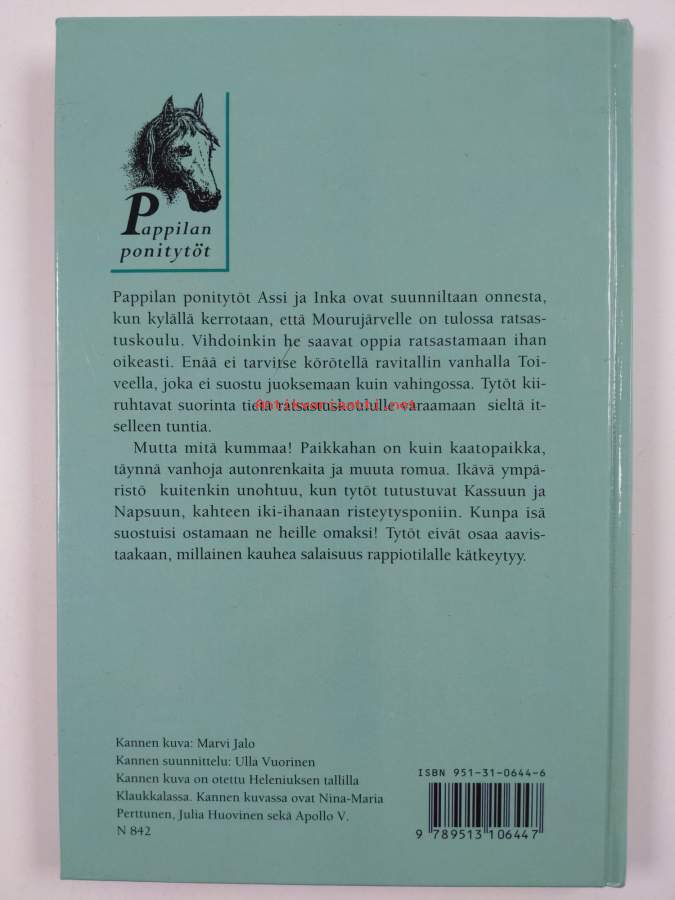 Pappilan
ponitytöt
Pappilan ponitytöt Assi ja Inka ovat suunniltaan onnesta,
kun kylällä kerrotaan, että Mourujärvelle on tulossa ratsas-
tuskoulu. Vihdoinkin he saavat oppia ratsastamaan ihan
oikeasti. Enää ei tarvitse körötellä ravitallin vanhalla Toi-
veella, joka ei suostu juoksemaan kuin vahingossa. Tytöt kii-
ruhtavat suorinta tietä ratsastuskoululle varaamaan sieltä it-
Antikvariaatti.net
selleen tuntia.
Mutta mitä kummaa! Paikkahan on kuin kaatopaikka,
täynnä vanhoja autonrenkaita ja muuta romua. Ikävä ympä-
ristö kuitenkin unohtuu, kun tytöt tutustuvat Kassuun ja
Napsuun, kahteen iki-ihanaan risteytysponiin. Kunpa isä
suostuisi ostamaan ne heille omaksi! Tytöt eivät osaa aavis-
taakaan, millainen kauhea salaisuus rappiotilalle kätkeytyy.
Kannen kuva: Marvi Jalo
Kannen suunnittelu: Ulla Vuorinen
Kannen kuva on otettu Heleniuksen tallilla
Klaukkalassa. Kannen kuvassa ovat Nina-Maria
Perttunen, Julia Huovinen sekä Apollo V.
N 842
ISBN 951-31-0644-6
9 789513 106447